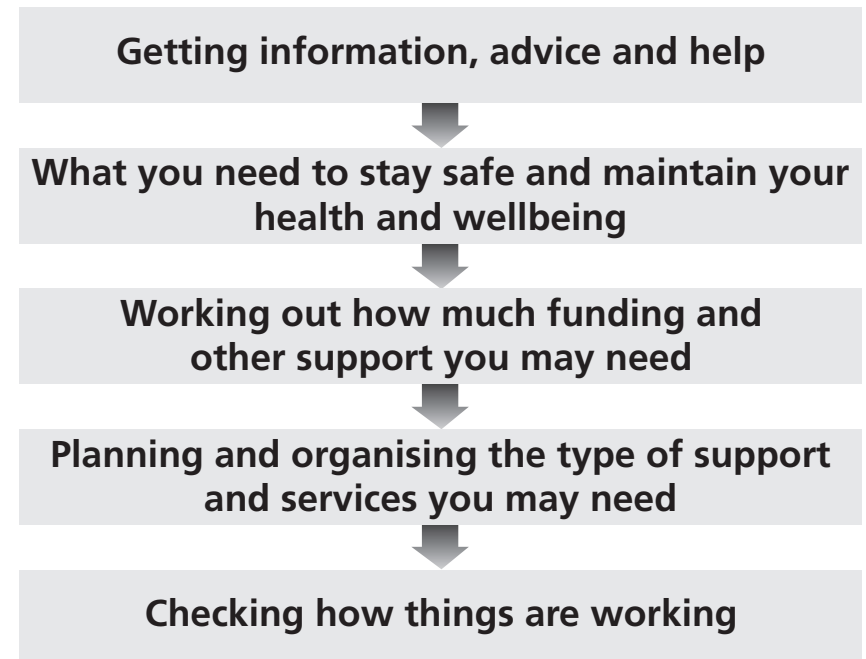 Getting information, advice and help
What you need to stay safe and maintain your
health and wellbeing
Working out how much funding and
other support you may need
Planning and organising the type of support
and services you may need
Checking how things are working